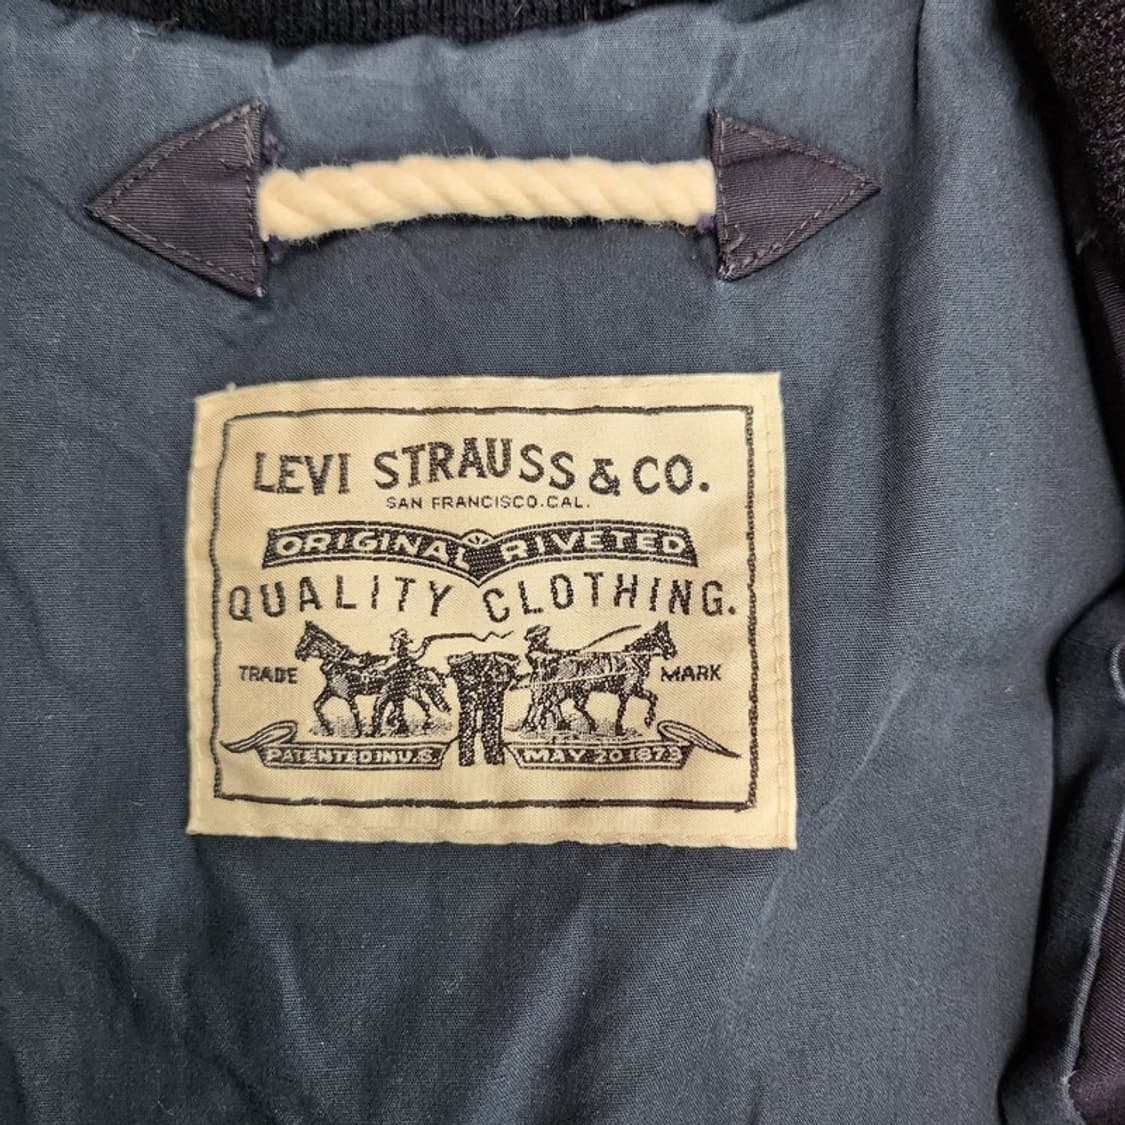 LEVI STRAUSS & CO.
SAN FRANCISCO.CAL.
ORIGINAL RIVETED
QUALITY CLOTHING.
TRADE MARK
PATENTED IN U.S. MAY 20 1873